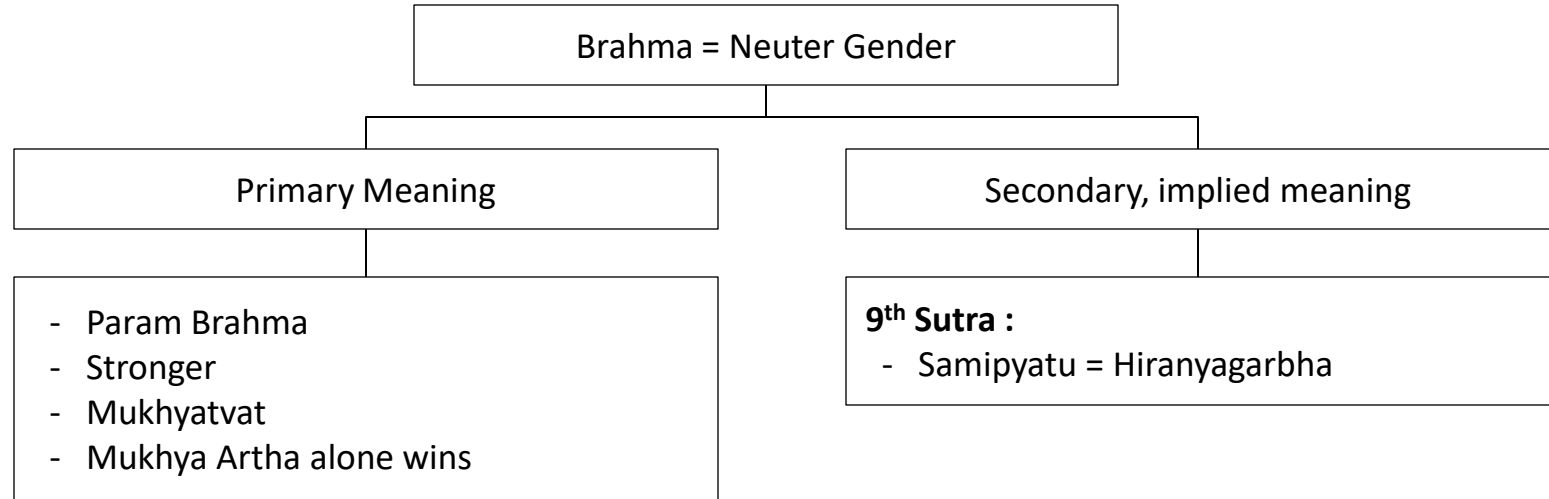 Brahma = Neuter Gender
Primary Meaning
Secondary, implied meaning
- Param Brahma
- Stronger
- Mukhyatvat
- Mukhya Artha alone wins
9th Sutra :
- Samipyatu = Hiranyagarbha